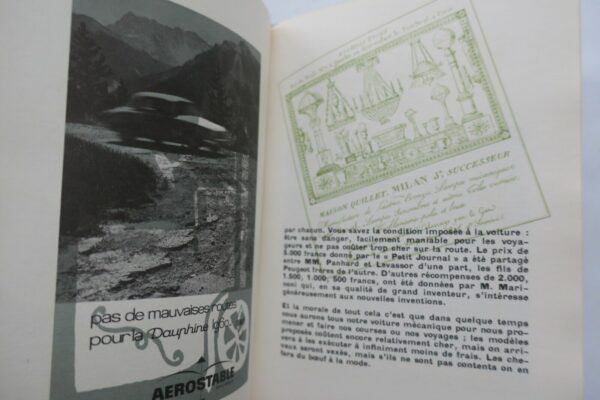 pas de mauvaises routes
pour la Dauphine 1960...
AEROSTABLE
MAISON QUILLET, MILAN Jne. SUCCESSEUR
par chacun. Vous savez la condition imposée à la voiture :
être sans danger, facilement maniable pour les voya-
geurs et ne pas coûter trop cher sur la route. Le prix de
5.000 francs donné par le « Petit Journal » a été partagé
entre MM. Panhard et Levassor d'une part, les fils de
Peugeot frères de l'autre. D'autres récompenses de 2.000,
1.500, 1.000, 500 francs, ont été données par M. Mari-
noni qui, en sa qualité de grand inventeur, s'intéresse
généreusement aux nouvelles inventions.
Et la morale de tout cela c'est que dans quelque temps
nous aurons tous notre voiture mécanique pour nous pro-
mener et faire nos courses ou nos voyages ; les modèles
produits coûtent encore relativement cher, mais on arri-
vera à les exécuter à infiniment moins de frais. Les che-
vaux seront vexés, mais s'ils ne sont pas contents on en
fera du bœuf à la mode.